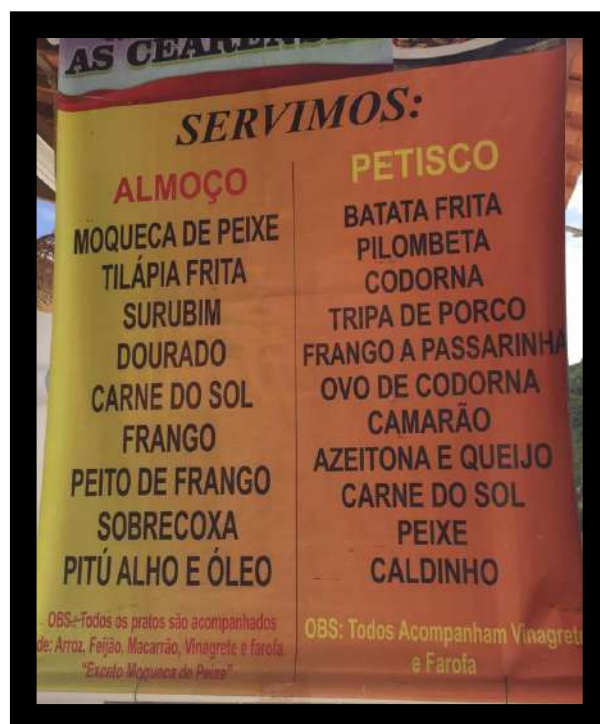 AS CEARENSE
SERVIMOS:
ALMOÇO
MOQUECA DE PEIXE
TILÁPIA FRITA
SURUBIM
DOURADO
CARNE DO SOL
FRANGO
PEITO DE FRANGO
SOBRECOXA
PITÚ ALHO E ÓLEO
OBS.: Todos os pratos são acompanhados
de: Arroz, Feijão, Macarrão, Vinagrete e farofa.
"Exceto Moqueca de Peixe"
PETISCO
BATATA FRITA
PILOMBETA
CODORNA
TRIPA DE PORCO
FRANGO A PASSARINHA
OVO DE CODORNA
CAMARÃO
AZEITONA E QUEIJO
CARNE DO SOL
PEIXE
CALDINHO
OBS: Todos Acompanham Vinagrete
e Farofa